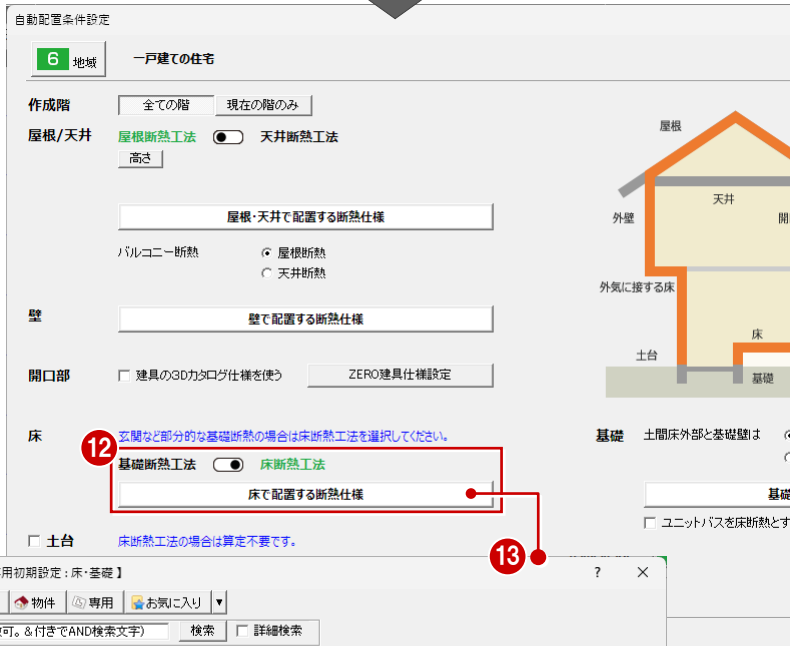 自動配置条件設定
6 地域 一戸建ての住宅
作成階 全ての階 現在の階のみ
屋根/天井 屋根断熱工法 天井断熱工法
高さ
屋根・天井で配置する断熱仕様
バルコニー断熱 屋根断熱
天井断熱
壁 壁で配置する断熱仕様
開口部 建具の3Dカタログ仕様を使う ZERO建具仕様設定
屋根
天井
外壁 開
外気に接する床
床
土台
基礎
床 玄関など部分的な基礎断熱の場合は床断熱工法を選択してください。
12
基礎断熱工法 床断熱工法
床で配置する断熱仕様
基礎 土間床外部と基礎壁は
基礎
ユニットバスを床断熱とす
土台 床断熱工法の場合は算定不要です。
13
用初期設定:床・基礎】 ? ×
物件 専用 お気に入り ▼
可。&付きでAND検索文字) 検索 詳細検索